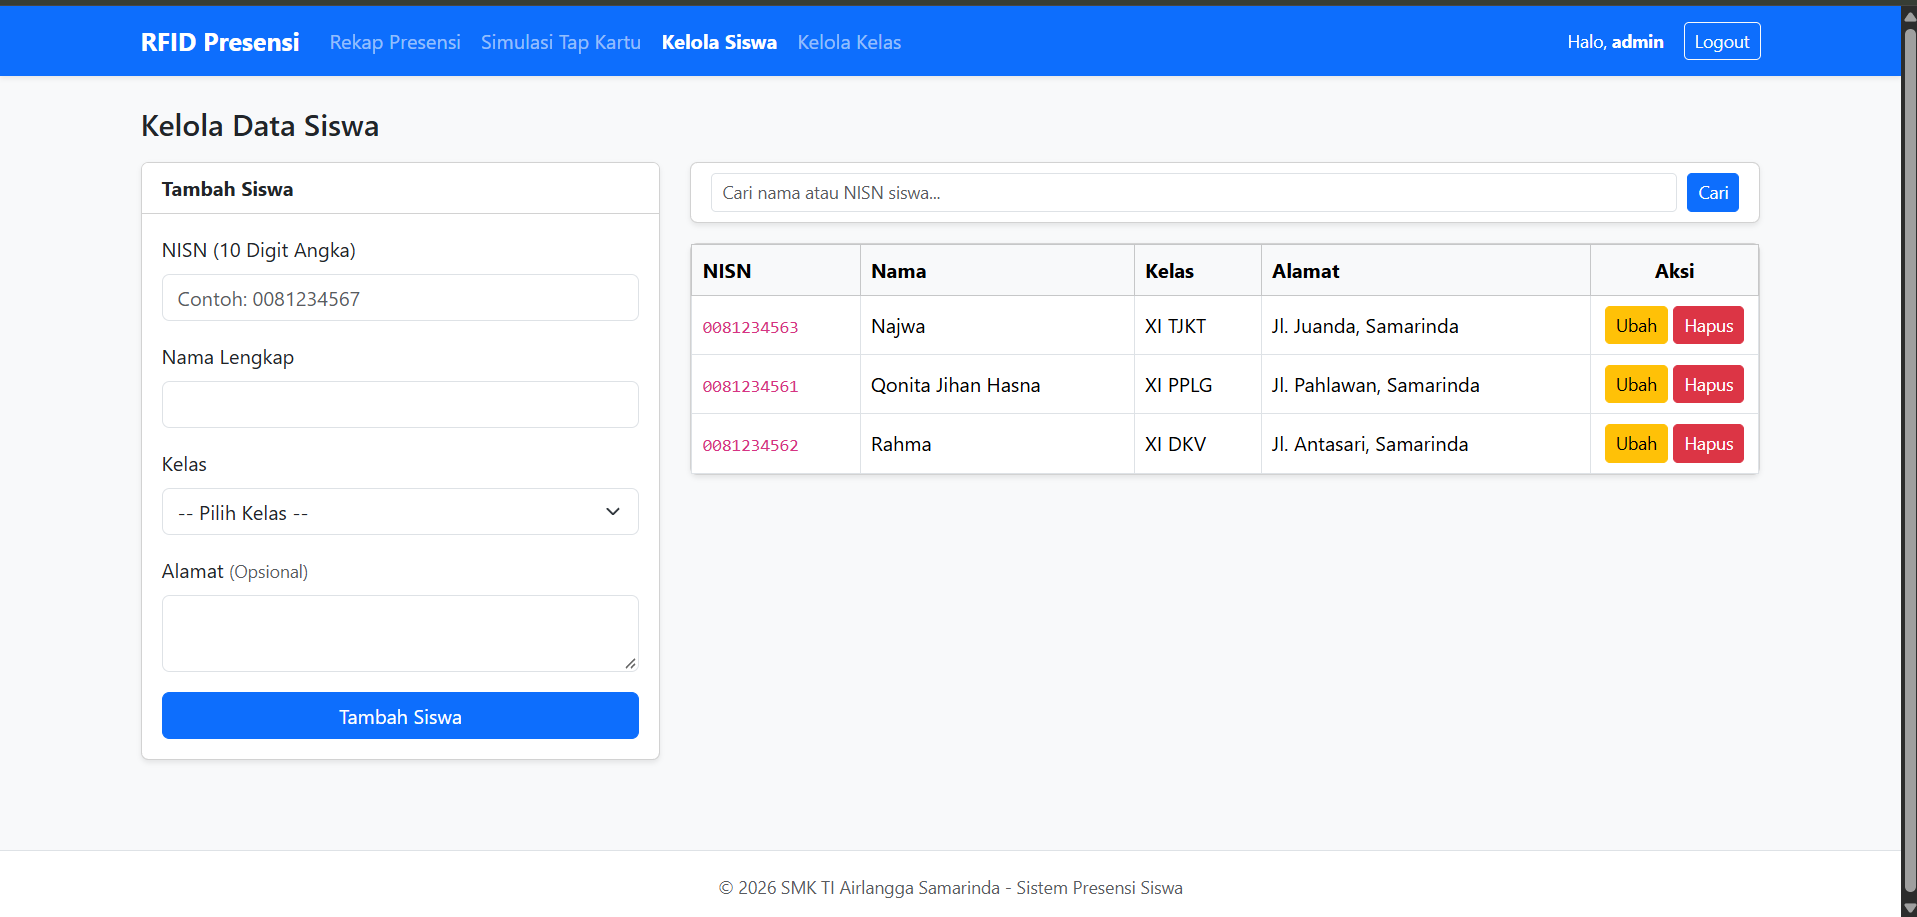 RFID Presensi Rekap Presensi Simulasi Tap Kartu Kelola Siswa Kelola Kelas Halo, admin Logout
Kelola Data Siswa
Tambah Siswa
NISN (10 Digit Angka)
Contoh: 0081234567
Nama Lengkap
Kelas
-- Pilih Kelas --
Alamat (Opsional)
Tambah Siswa
Cari nama atau NISN siswa... Cari
NISN Nama Kelas Alamat Aksi
0081234563 Najwa XI TJKT Jl. Juanda, Samarinda Ubah Hapus
0081234561 Qonita Jihan Hasna XI PPLG Jl. Pahlawan, Samarinda Ubah Hapus
0081234562 Rahma XI DKV Jl. Antasari, Samarinda Ubah Hapus
© 2026 SMK TI Airlangga Samarinda - Sistem Presensi Siswa